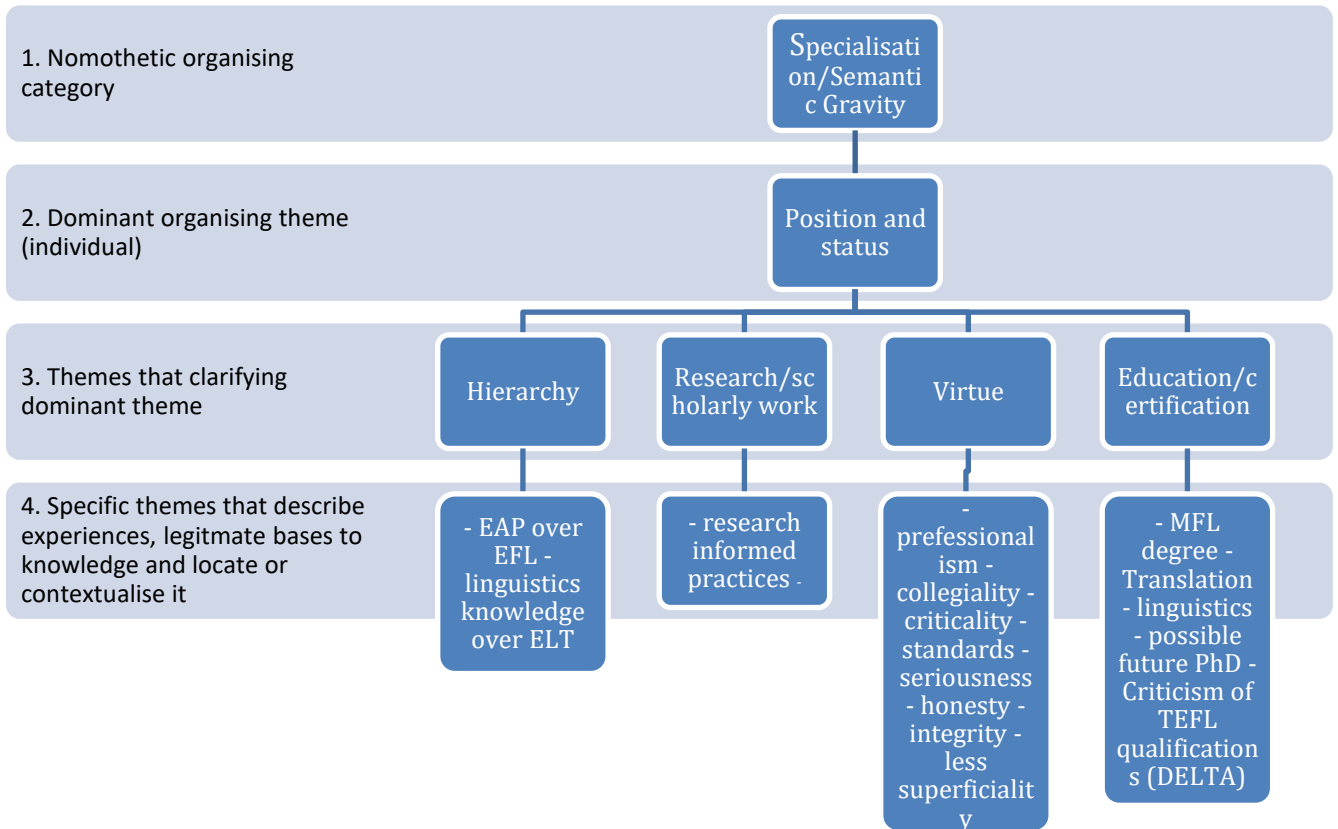 1. Nomothetic organising
category
Specialisati
on/Semanti
c Gravity
2. Dominant organising theme
(individual)
Position and
status
3. Themes that clarifying
dominant theme
Hierarchy
Research/sc
holarly work
Virtue
Education/c
ertification
4. Specific themes that describe
experiences, legitmate bases to
knowledge and locate or
contextualise it
- EAP over
EFL -
linguistics
knowledge
over ELT
- research
informed
practices -
-
prefessional
ism -
collegiality -
criticality -
standards -
seriousness
- honesty -
integrity -
less
superficialit
y
- MFL
degree -
Translation
- linguistics
- possible
future PhD -
Criticism of
TEFL
qualification
s (DELTA)